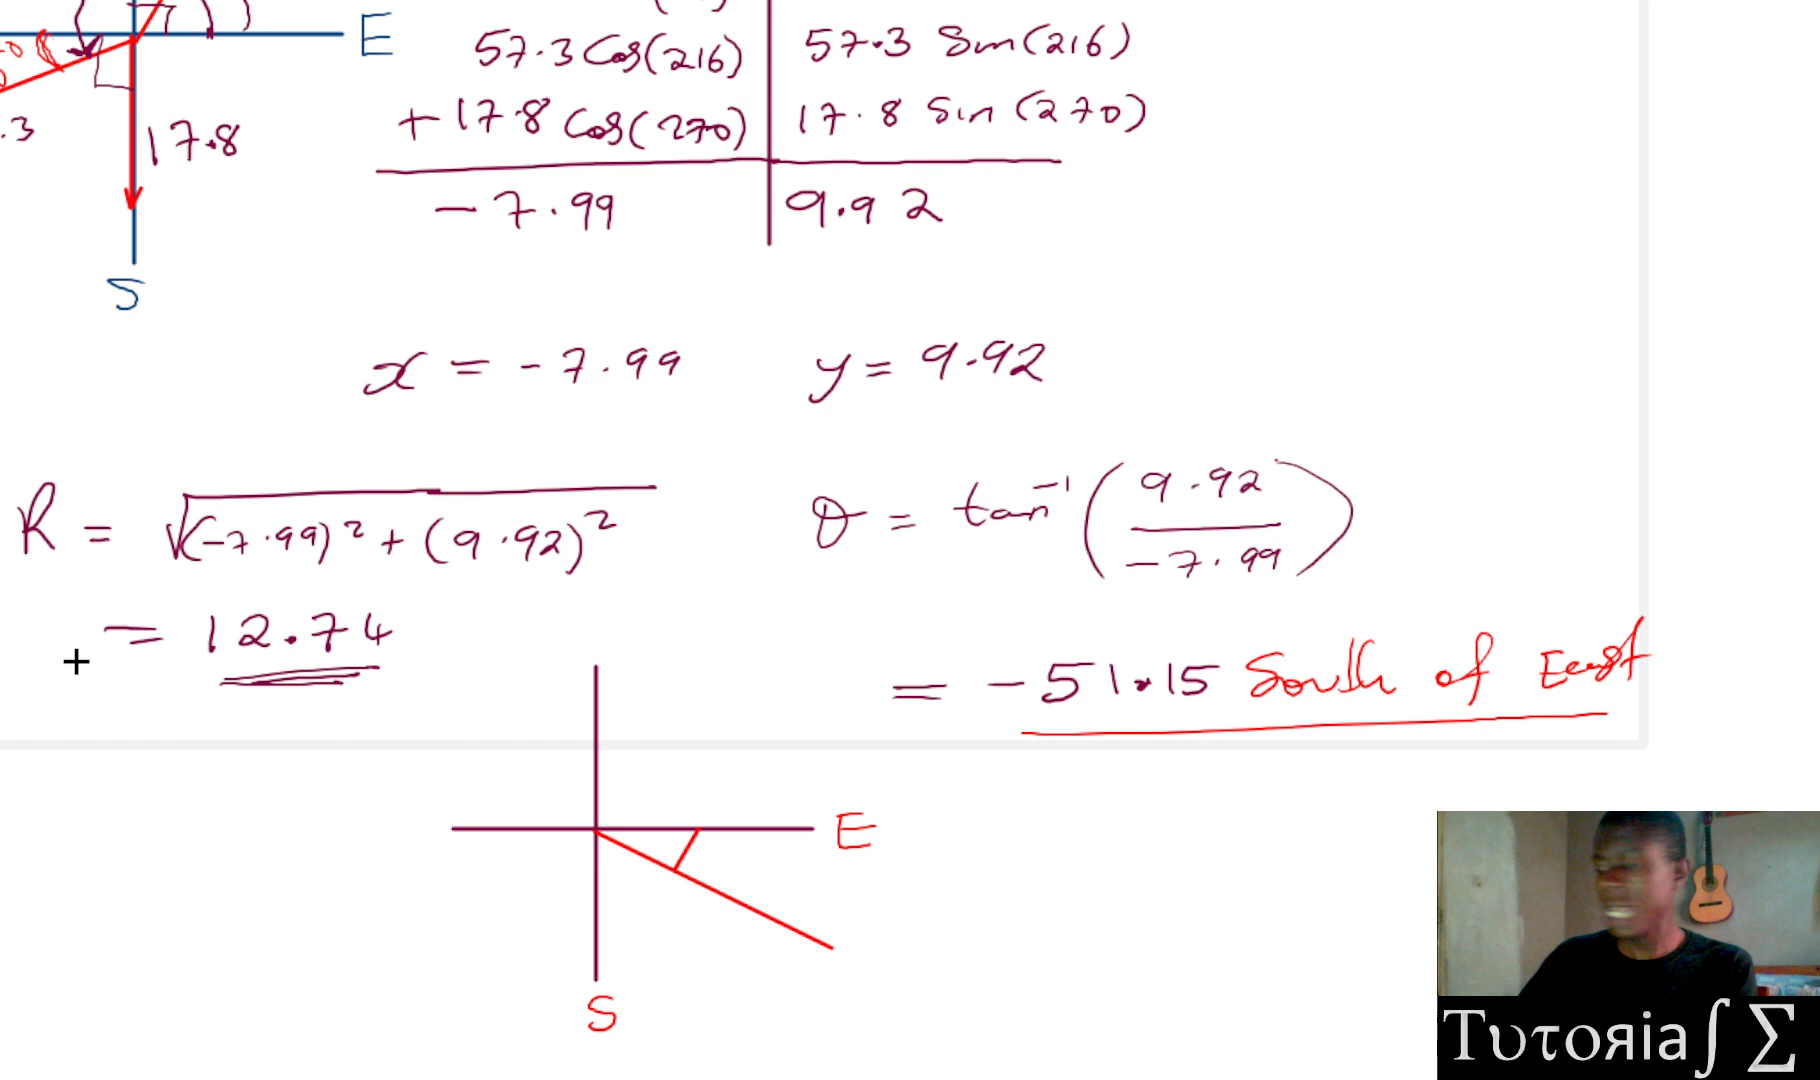 E
57.3 Cos(216) 57.3 Sin(216)
+17.8 Cos(270) 17.8 Sin(270)
.3
17.8
-7.99 9.92
S
x = -7.99 y = 9.92
R = √(-7.99)² + (9.92)² θ = tan⁻¹(9.92/-7.99)
= 12.74
= -51.15 South of East
E
S
Tυτoяia∫ Σ